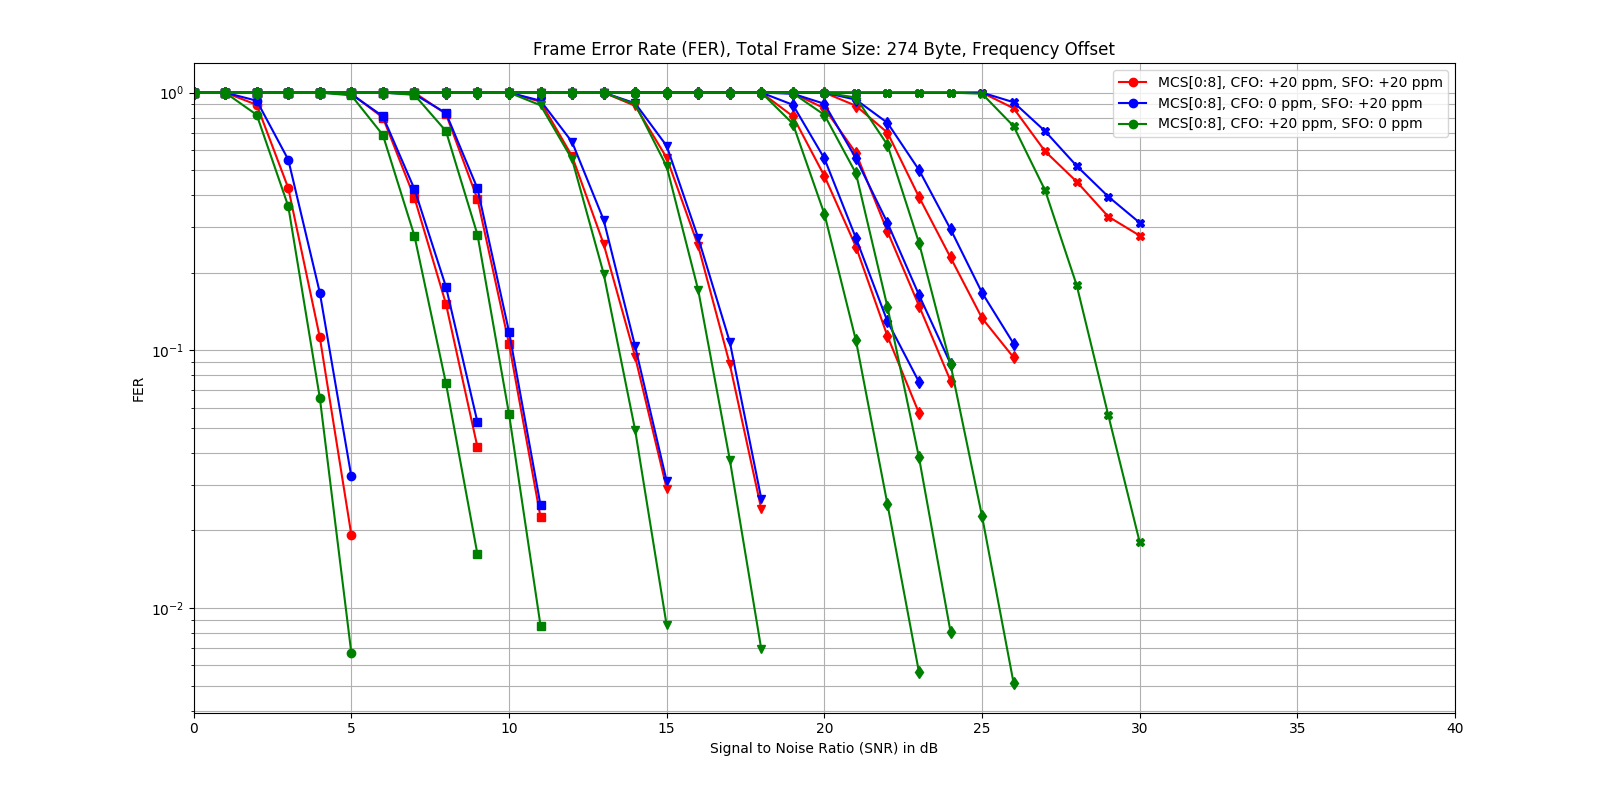 Frame Error Rate (FER), Total Frame Size: 274 Byte, Frequency Offset
MCS[0:8], CFO: +20 ppm, SFO: +20 ppm
MCS[0:8], CFO: 0 ppm, SFO: +20 ppm
MCS[0:8], CFO: +20 ppm, SFO: 0 ppm
10⁰
10⁻¹
10⁻²
FER
0 5 10 15 20 25 30 35 40
Signal to Noise Ratio (SNR) in dB